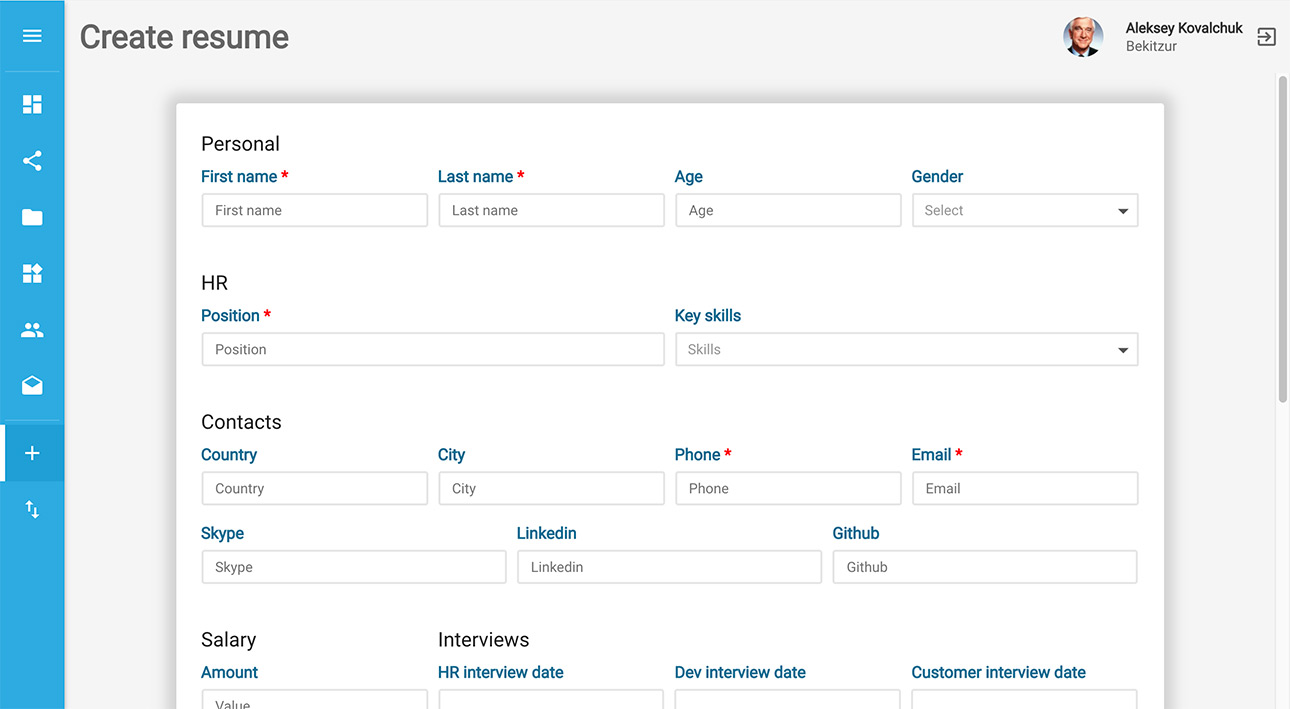 Create resume
Aleksey Kovalchuk
Bekitzur
Personal
First name * Last name * Age Gender
First name Last name Age Select
HR
Position * Key skills
Position Skills
Contacts
Country City Phone * Email *
Country City Phone Email
Skype Linkedin Github
Skype Linkedin Github
Salary Interviews
Amount HR interview date Dev interview date Customer interview date
Value